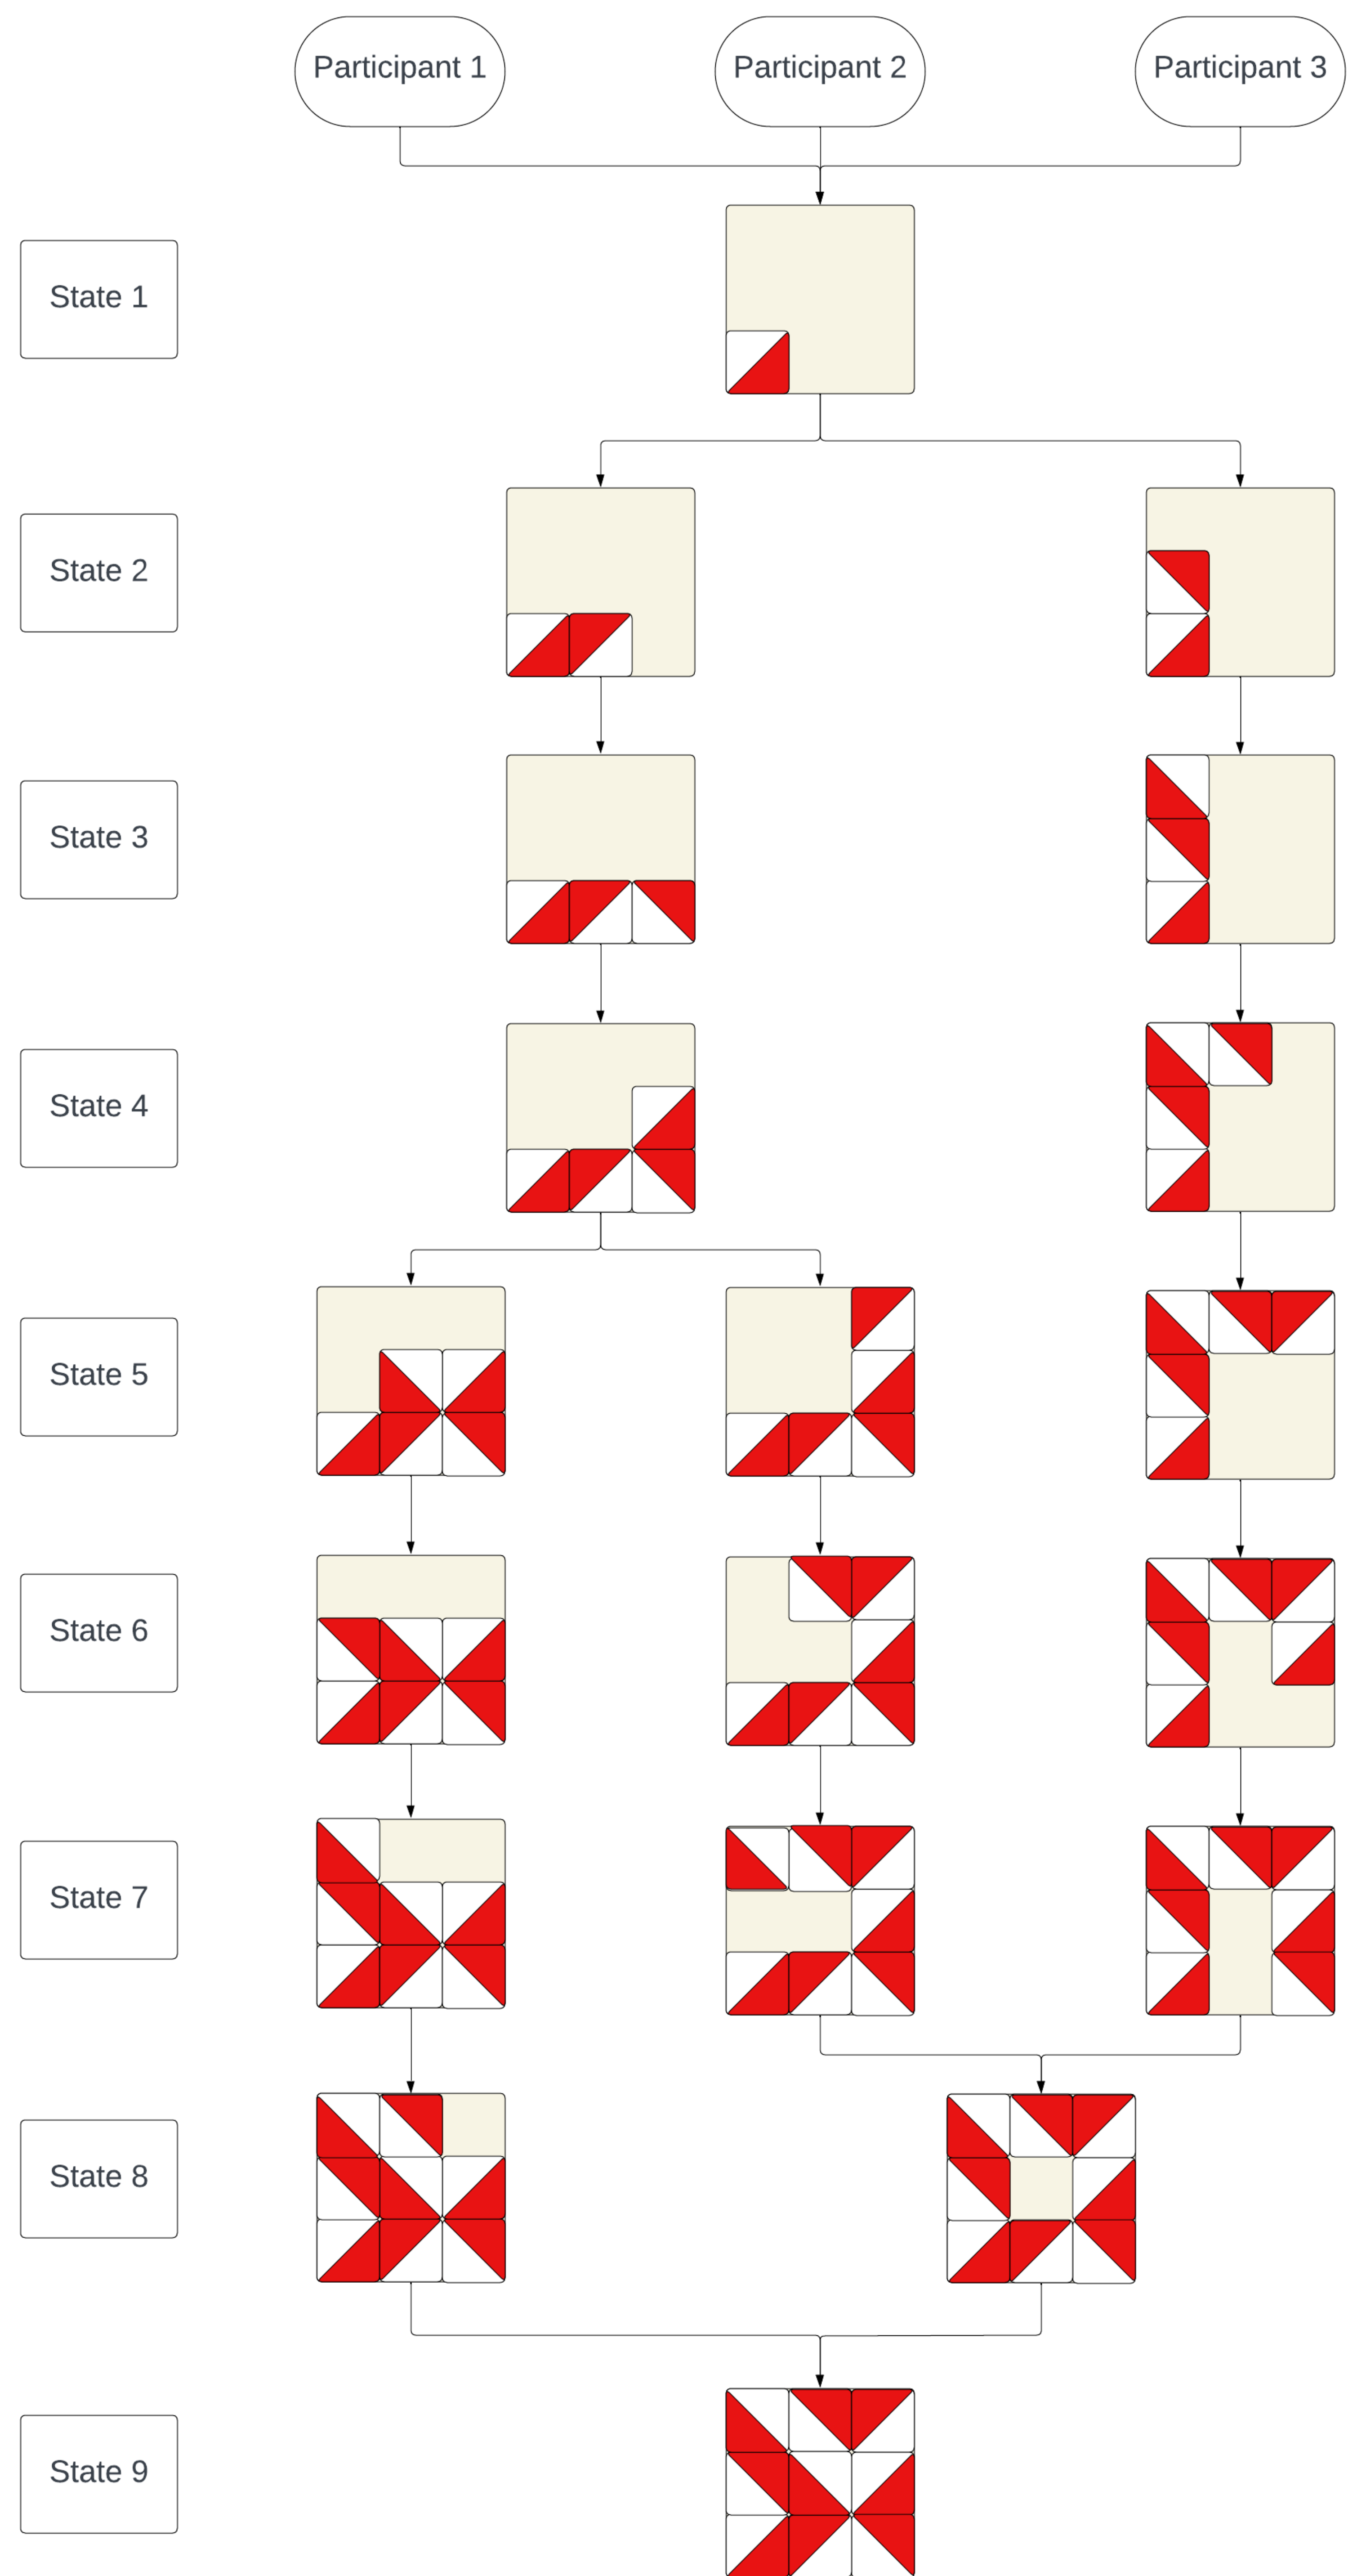 Participant 1
Participant 2
Participant 3
State 1
State 2
State 3
State 4
State 5
State 6
State 7
State 8
State 9